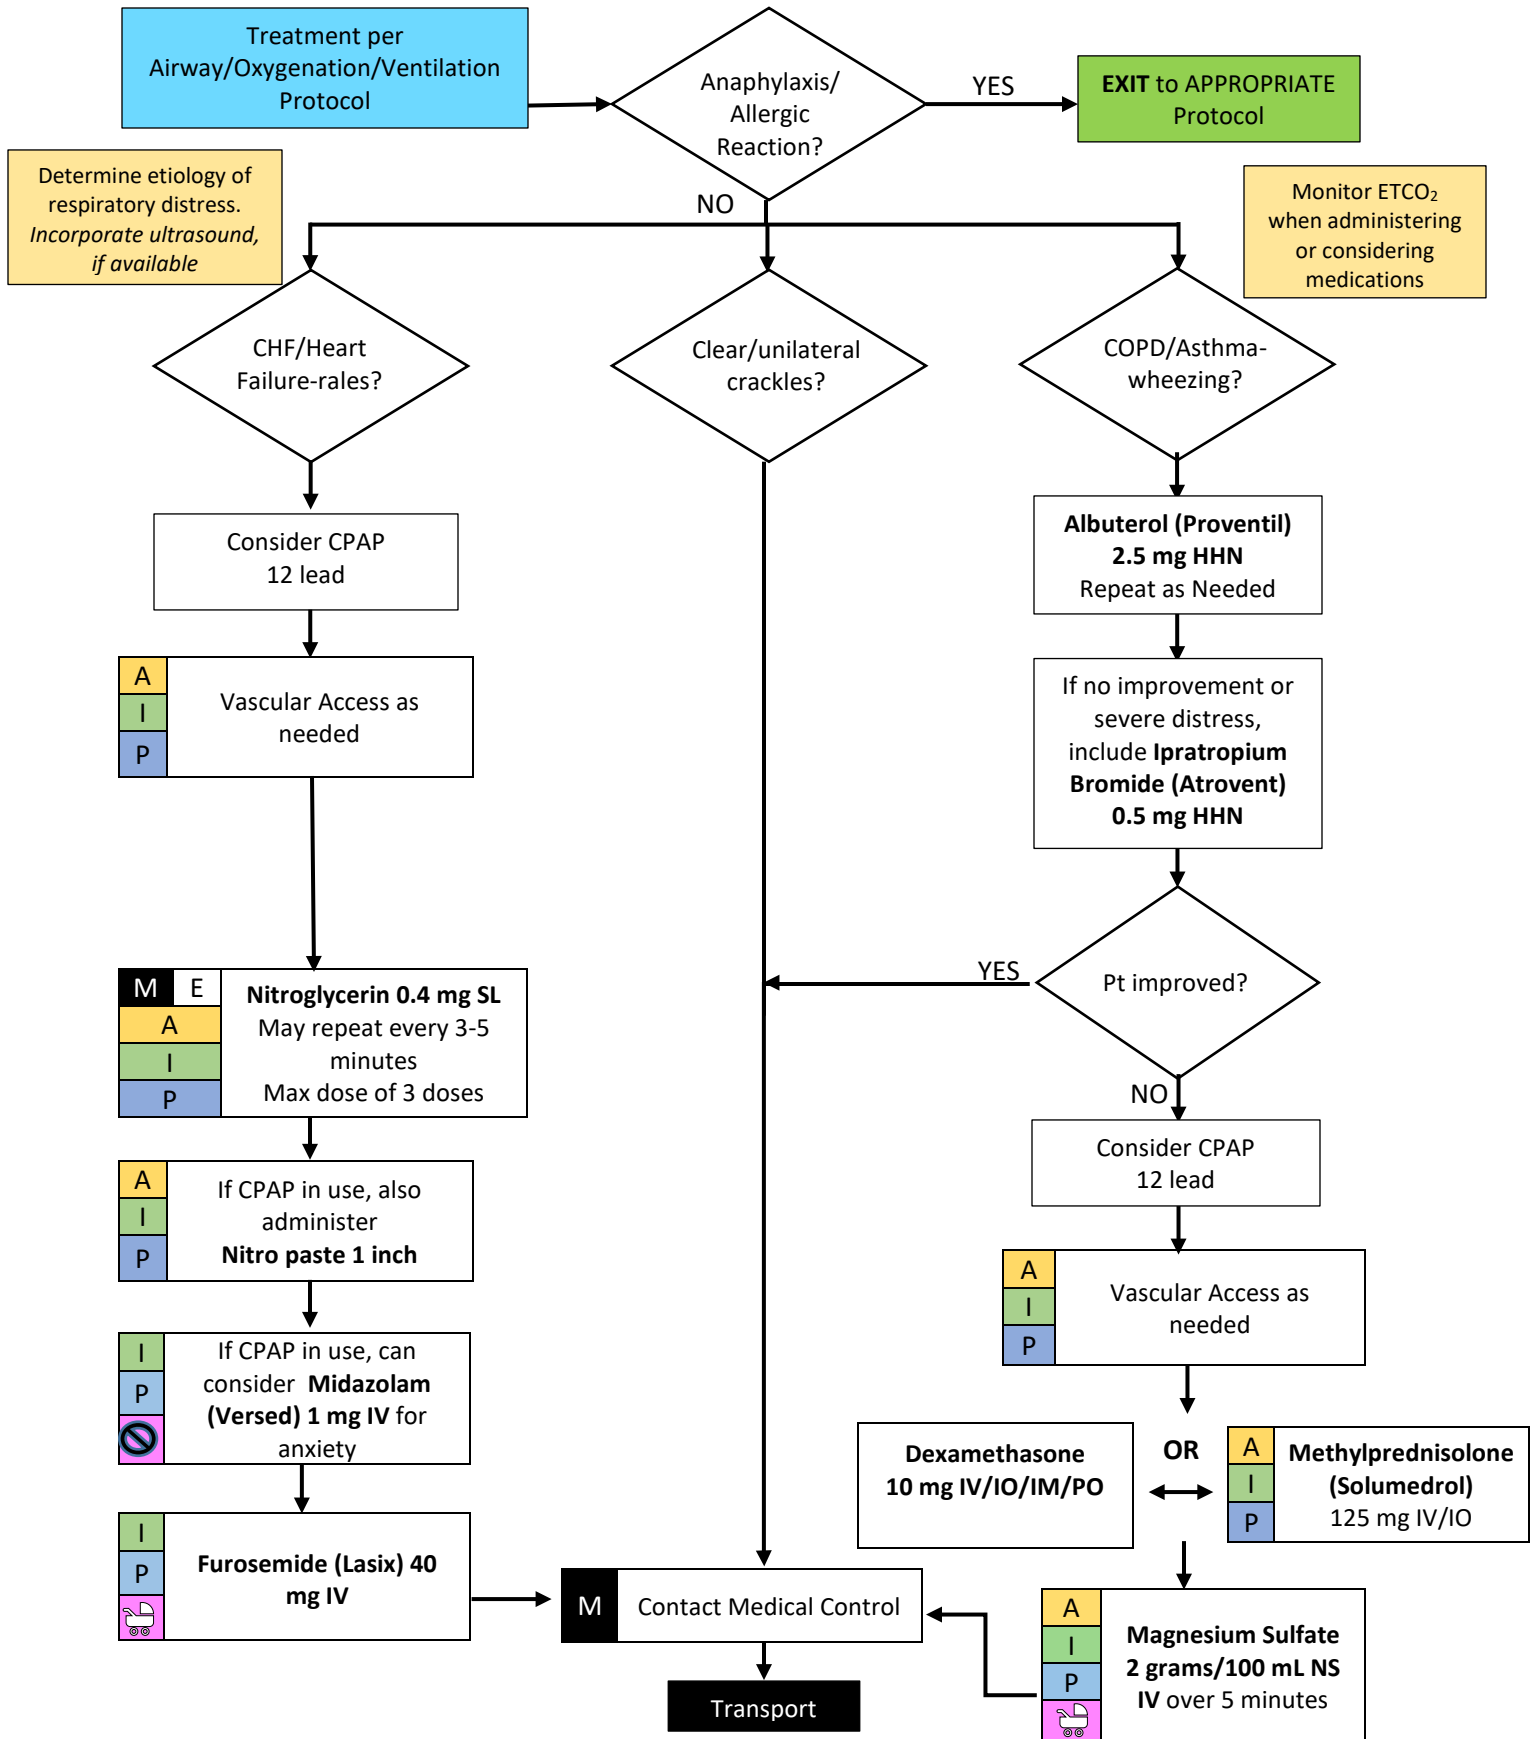 Treatment per
Airway/Oxygenation/Ventilation
Protocol
Anaphylaxis/
Allergic
Reaction?
YES
EXIT to APPROPRIATE
Protocol
Determine etiology of
respiratory distress.
Incorporate ultrasound,
if available
NO
Monitor ETCO₂
when administering
or considering
medications
CHF/Heart
Failure-rales?
Clear/unilateral
crackles?
COPD/Asthma-
wheezing?
Consider CPAP
12 lead
A
I
P
Vascular Access as
needed
M E
A
I
P
Nitroglycerin 0.4 mg SL
May repeat every 3-5
minutes
Max dose of 3 doses
A
I
P
If CPAP in use, also
administer
Nitro paste 1 inch
I
P
If CPAP in use, can
consider Midazolam
(Versed) 1 mg IV for
anxiety
I
P
Furosemide (Lasix) 40
mg IV
Albuterol (Proventil)
2.5 mg HHN
Repeat as Needed
If no improvement or
severe distress,
include Ipratropium
Bromide (Atrovent)
0.5 mg HHN
Pt improved?
YES
NO
Consider CPAP
12 lead
A
I
P
Vascular Access as
needed
Dexamethasone
10 mg IV/IO/IM/PO
OR
A
I
P
Methylprednisolone
(Solumedrol)
125 mg IV/IO
A
I
P
Magnesium Sulfate
2 grams/100 mL NS
IV over 5 minutes
M
Contact Medical Control
Transport